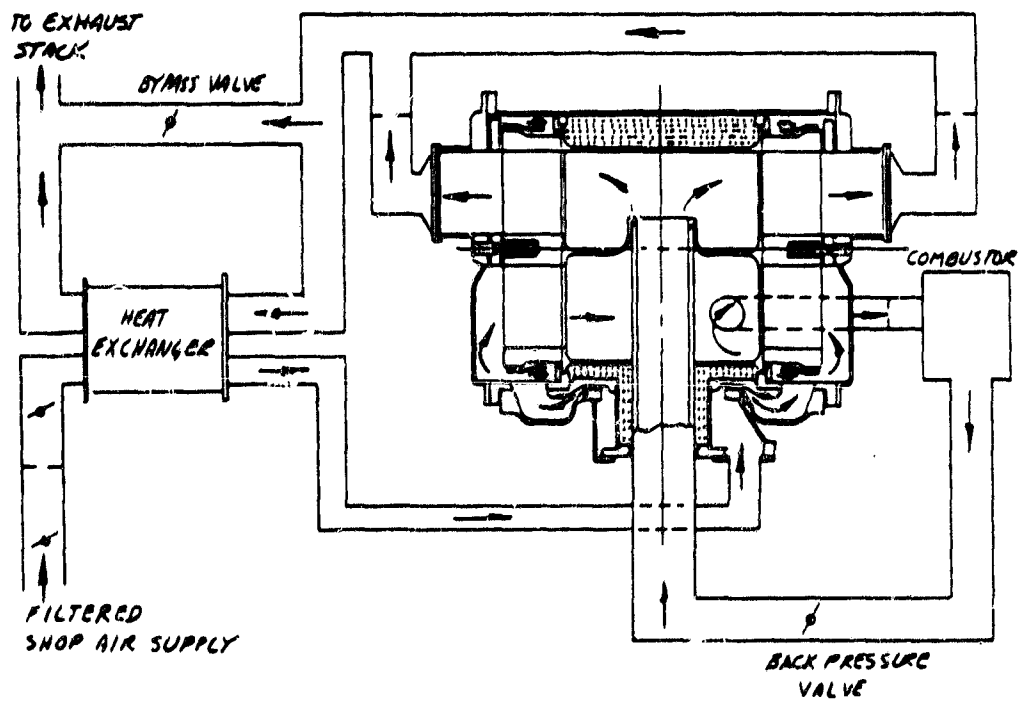 TO EXHAUST
STACK
BYPASS VALVE
COMBUSTOR
HEAT
EXCHANGER
FILTERED
SHOP AIR SUPPLY
BACK PRESSURE
VALVE